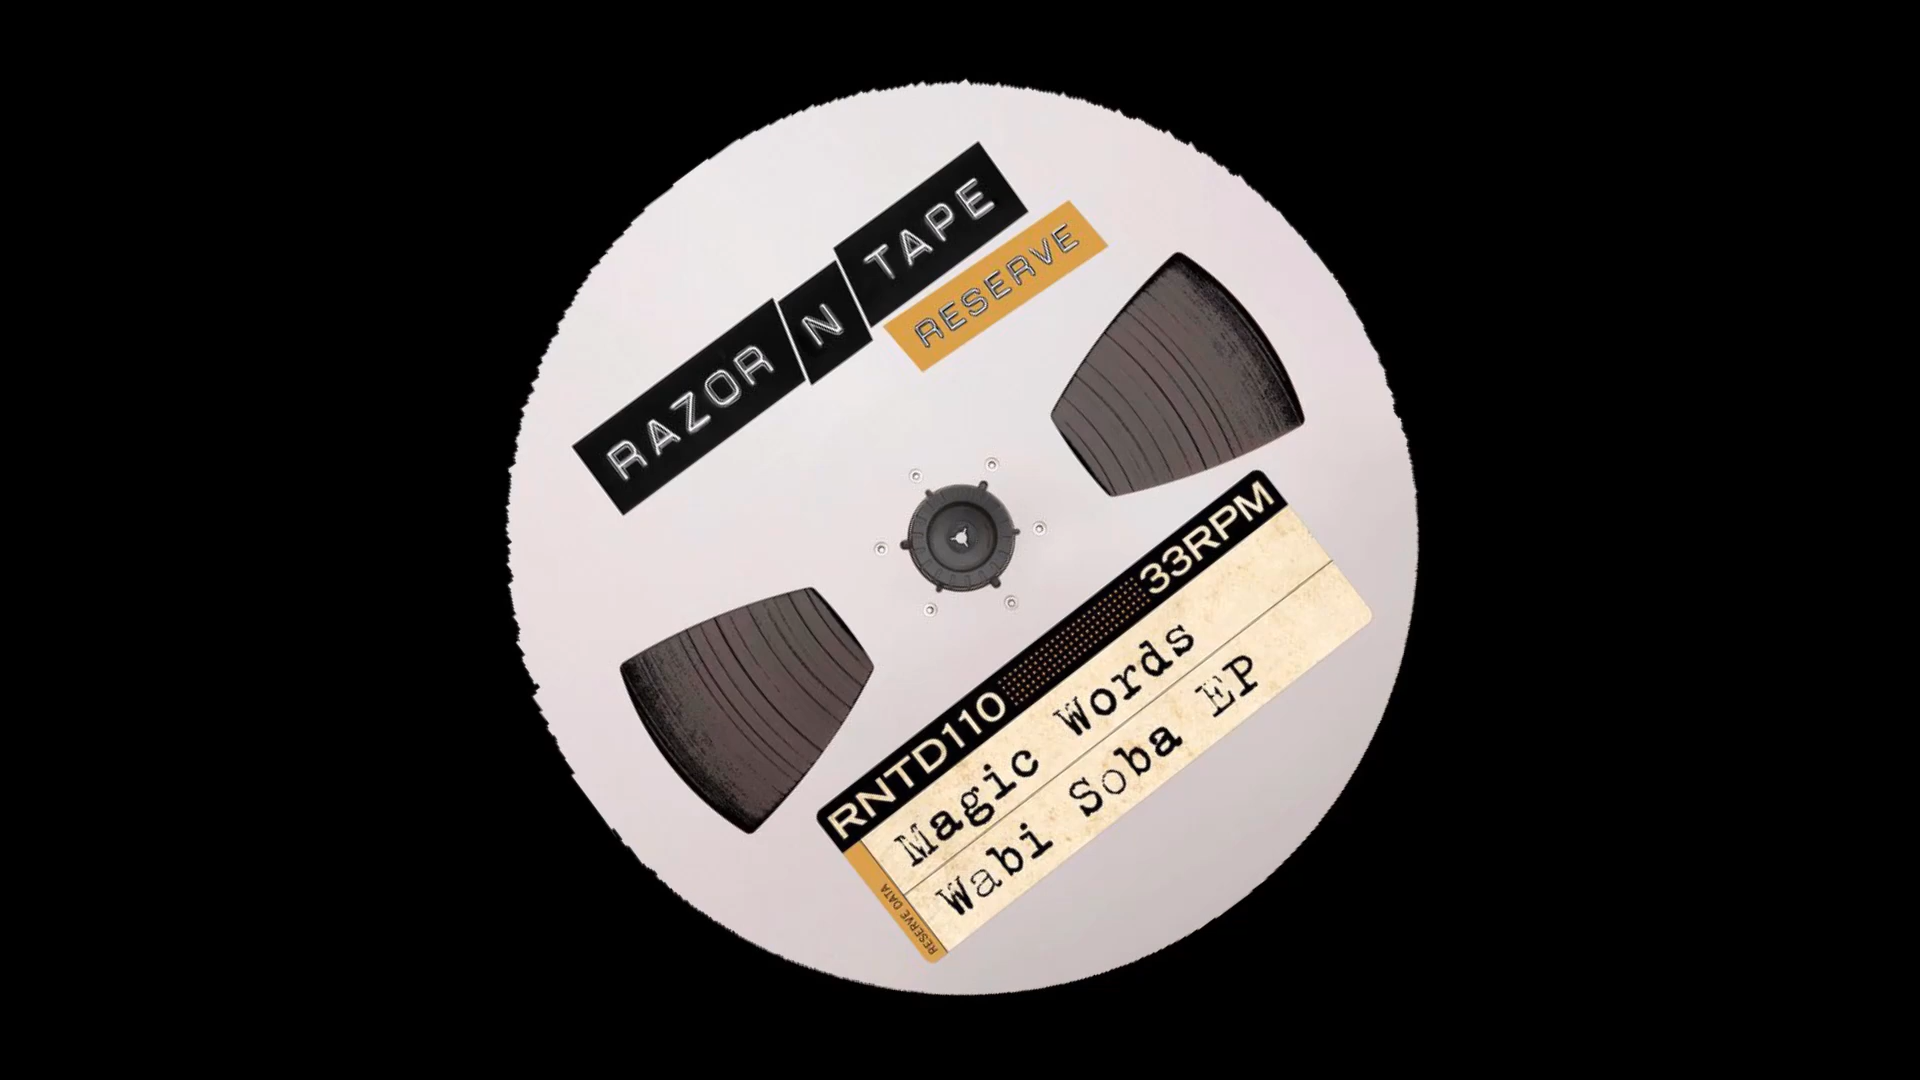 RAZOR N TAPE
RESERVE
RNTD110 33RPM
Magic Words
Wabi Soba EP
RESERVE DATA